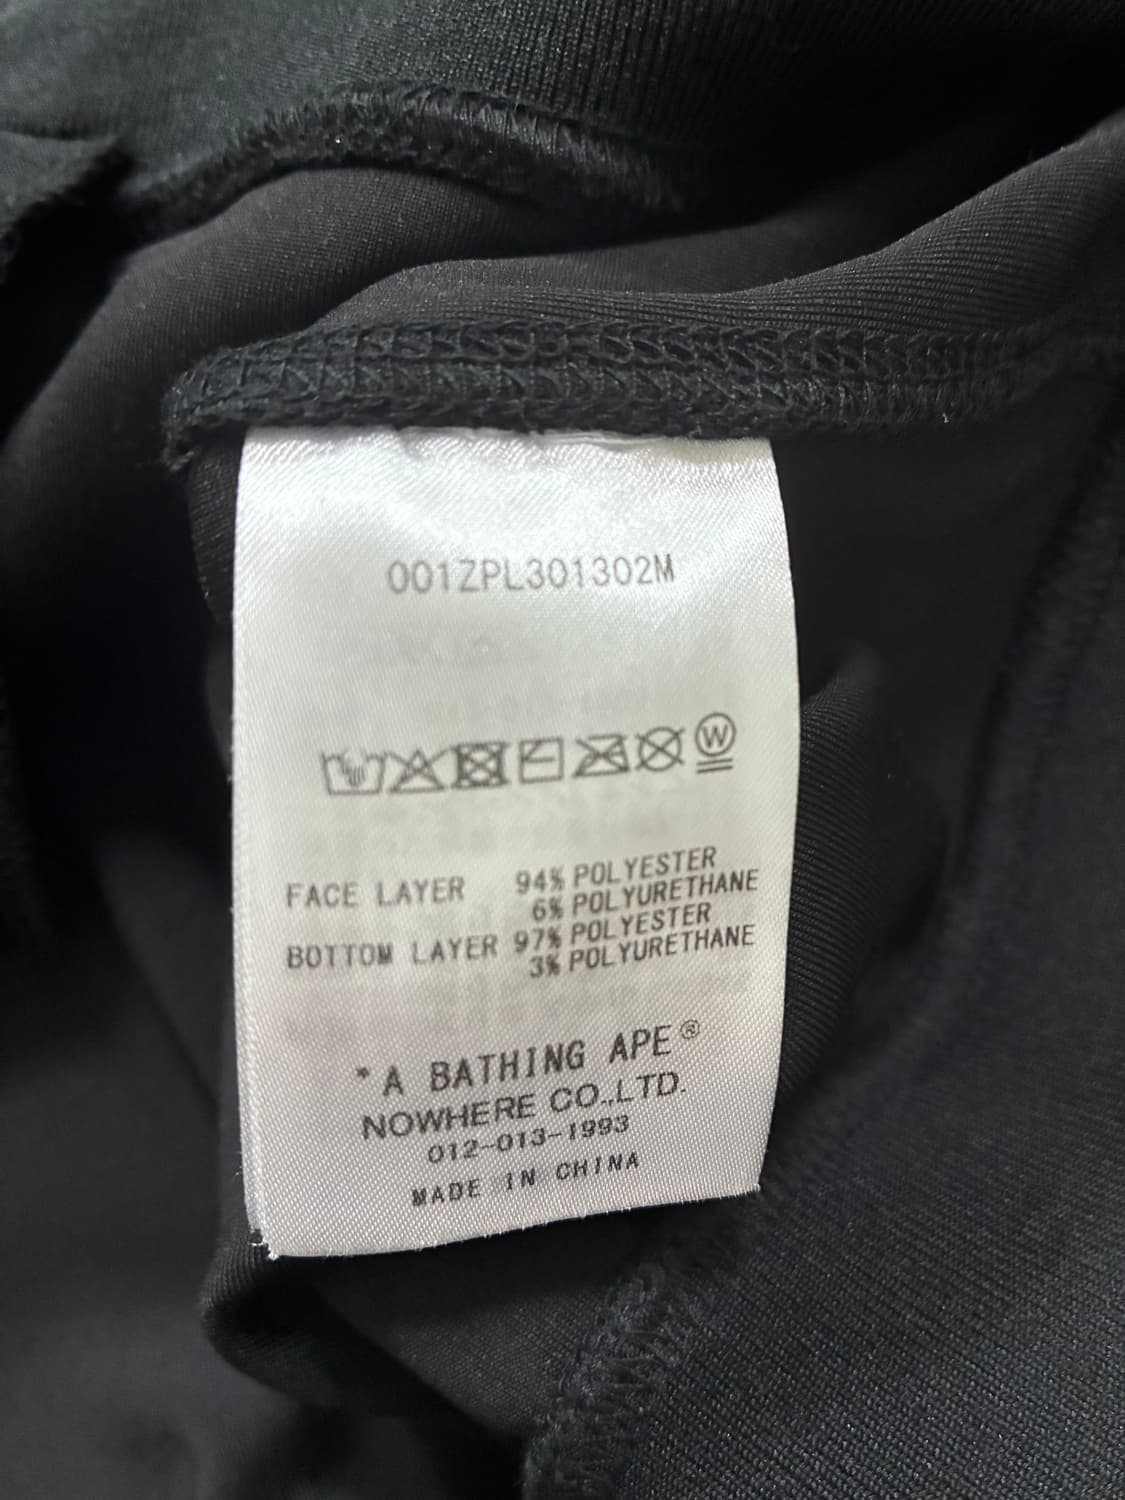 001ZPL301302M
W
FACE LAYER 94% POLYESTER
6% POLYURETHANE
BOTTOM LAYER 97% POLYESTER
3% POLYURETHANE
*A BATHING APE®
NOWHERE CO.,LTD.
012-013-1993
MADE IN CHINA